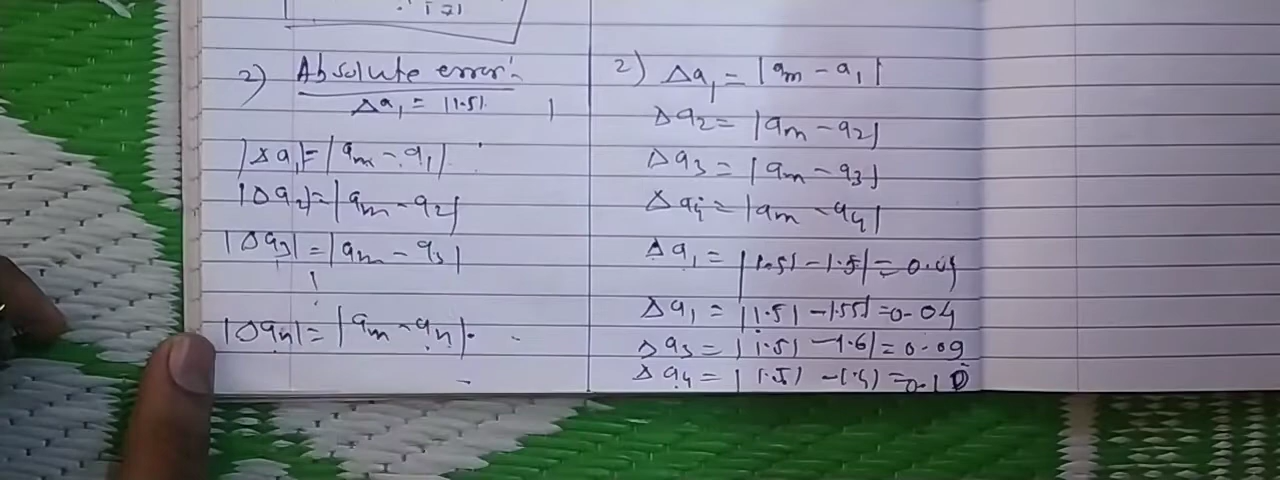 2) Absolute error:
Δa₁ = |1.51
|Δa₁| = |aₘ - a₁|
|Δa₂| = |aₘ - a₂|
|Δa₃| = |aₘ - a₃|
|Δaₙ| = |aₘ - aₙ|.
2) Δa₁ = |aₘ - a₁|
Δa₂ = |aₘ - a₂|
Δa₃ = |aₘ - a₃|
Δa₄ = |aₘ - a₄|
Δa₁ = |1.51 - 1.5| = 0.01
Δa₁ = |1.51 - 1.55| = 0.04
Δa₃ = |1.51 - 1.6| = 0.09
Δa₄ = |1.51 - 1.4| = 0.10